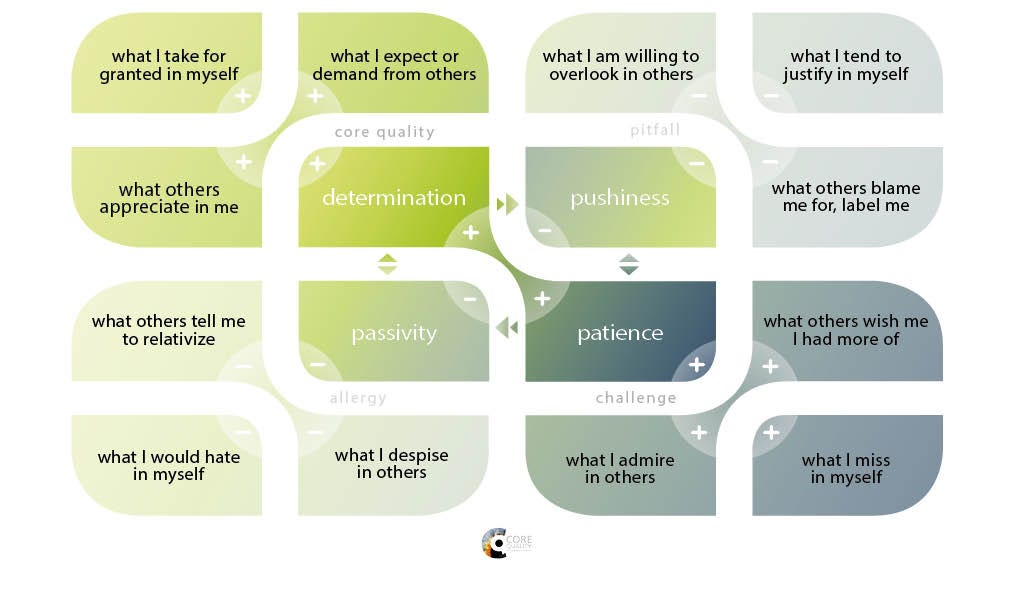 what I take for
granted in myself
what I expect or
demand from others
what I am willing to
overlook in others
what I tend to
justify in myself
core quality
pitfall
what others
appreciate in me
determination
pushiness
what others blame
me for, label me
what others tell me
to relativize
passivity
patience
what others wish me
I had more of
allergy
challenge
what I would hate
in myself
what I despise
in others
what I admire
in others
what I miss
in myself
CORE
QUALITY